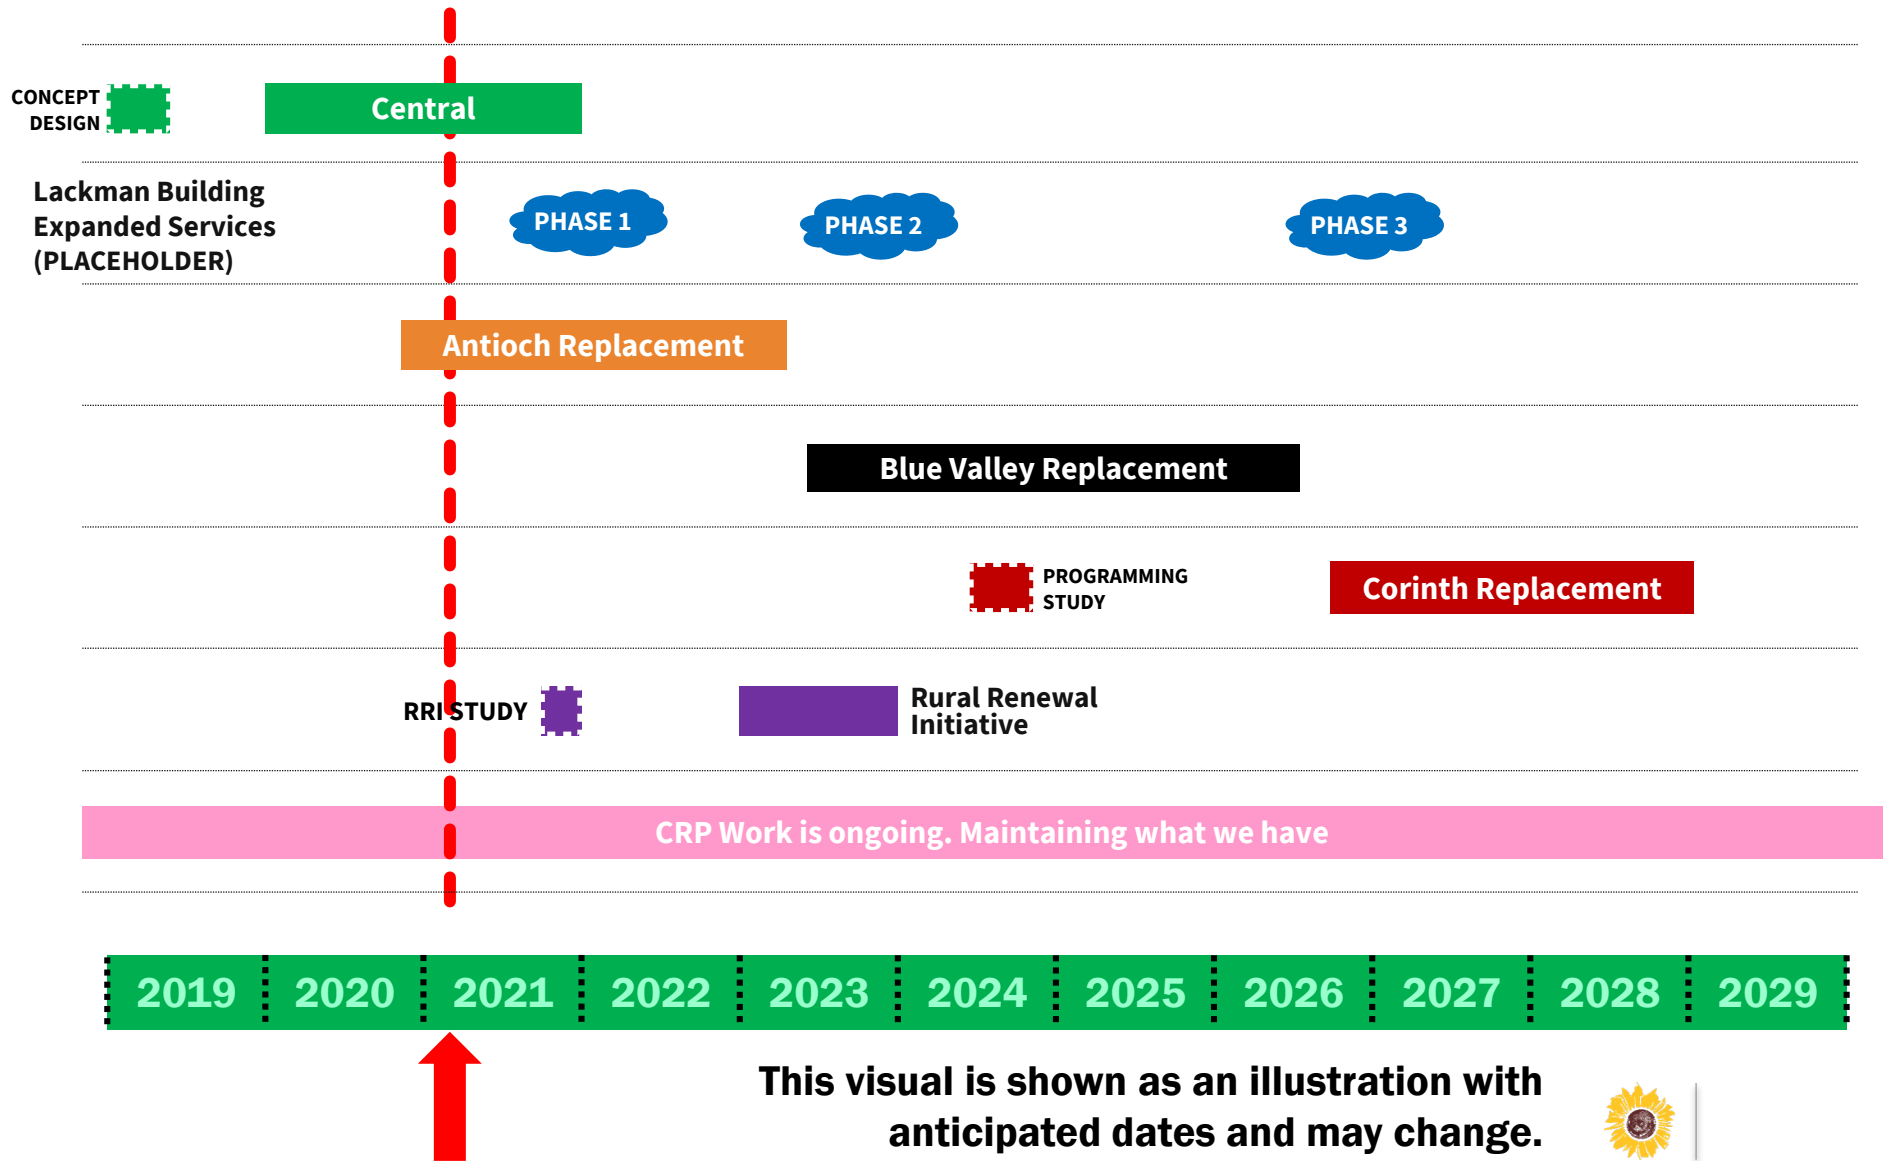 CONCEPT
DESIGN
Central
Lackman Building
Expanded Services
(PLACEHOLDER)
PHASE 1
PHASE 2
PHASE 3
Antioch Replacement
Blue Valley Replacement
PROGRAMMING
STUDY
Corinth Replacement
RRI STUDY
Rural Renewal
Initiative
CRP Work is ongoing. Maintaining what we have
2019 2020 2021 2022 2023 2024 2025 2026 2027 2028 2029
This visual is shown as an illustration with
anticipated dates and may change.